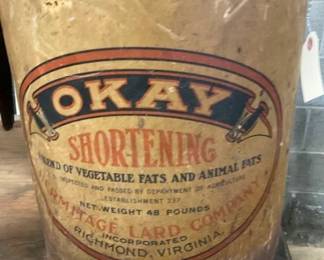 OKAY
SHORTENING
BLEND OF VEGETABLE FATS AND ANIMAL FATS
INSPECTED AND PASSED BY DEPARTMENT OF AGRICULTURE
ESTABLISHMENT 237
NET WEIGHT 48 POUNDS
ARMITAGE LARD COMPANY
INCORPORATED
RICHMOND, VIRGINIA.